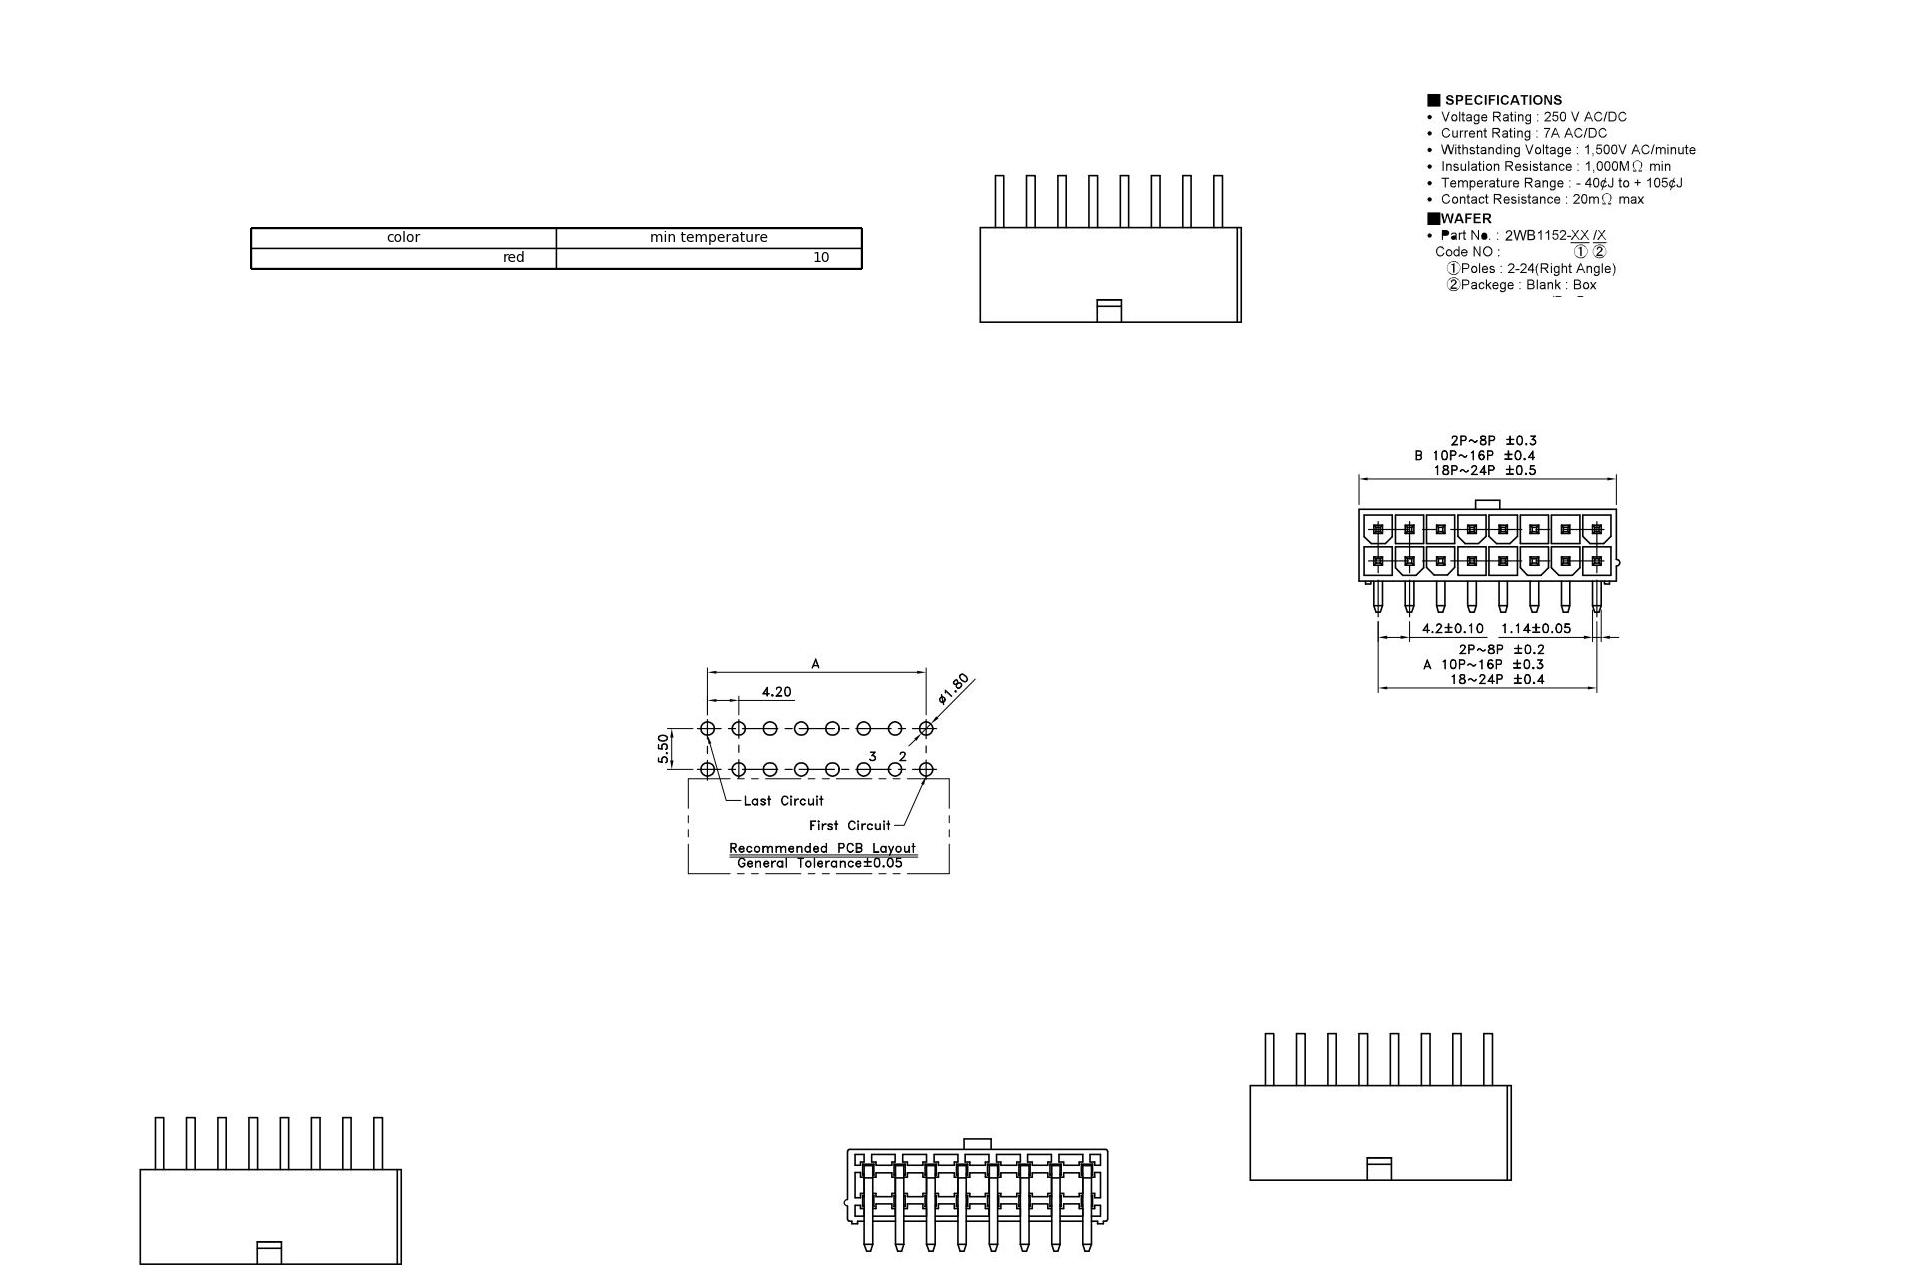 ■ SPECIFICATIONS
• Voltage Rating : 250 V AC/DC
• Current Rating : 7A AC/DC
• Withstanding Voltage : 1,500V AC/minute
• Insulation Resistance : 1,000MΩ min
• Temperature Range : - 40¢J to + 105¢J
• Contact Resistance : 20mΩ max
■WAFER
• Part No. : 2WB1152-XX /X
Code NO : ① ②
①Poles : 2-24(Right Angle)
②Packege : Blank : Box
color min temperature
red 10
2P~8P ±0.3
B 10P~16P ±0.4
18P~24P ±0.5
4.2±0.10 1.14±0.05
2P~8P ±0.2
A 10P~16P ±0.3
18~24P ±0.4
A
4.20
ø1.80
5.50
3 2
Last Circuit
First Circuit
Recommended PCB Layout
General Tolerance±0.05